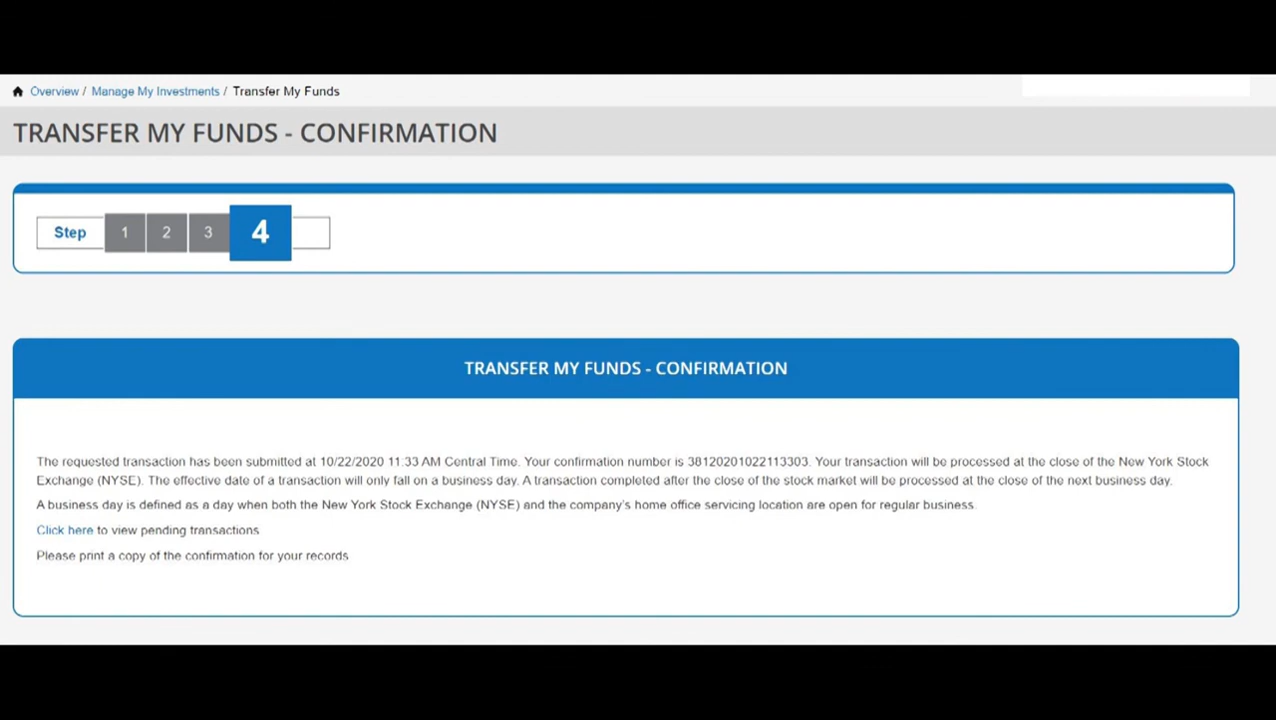 Overview / Manage My Investments / Transfer My Funds
TRANSFER MY FUNDS - CONFIRMATION
Step 1 2 3 4
TRANSFER MY FUNDS - CONFIRMATION
The requested transaction has been submitted at 10/22/2020 11:33 AM Central Time. Your confirmation number is 38120201022113303. Your transaction will be processed at the close of the New York Stock
Exchange (NYSE). The effective date of a transaction will only fall on a business day. A transaction completed after the close of the stock market will be processed at the close of the next business day.
A business day is defined as a day when both the New York Stock Exchange (NYSE) and the company's home office servicing location are open for regular business.
Click here to view pending transactions
Please print a copy of the confirmation for your records